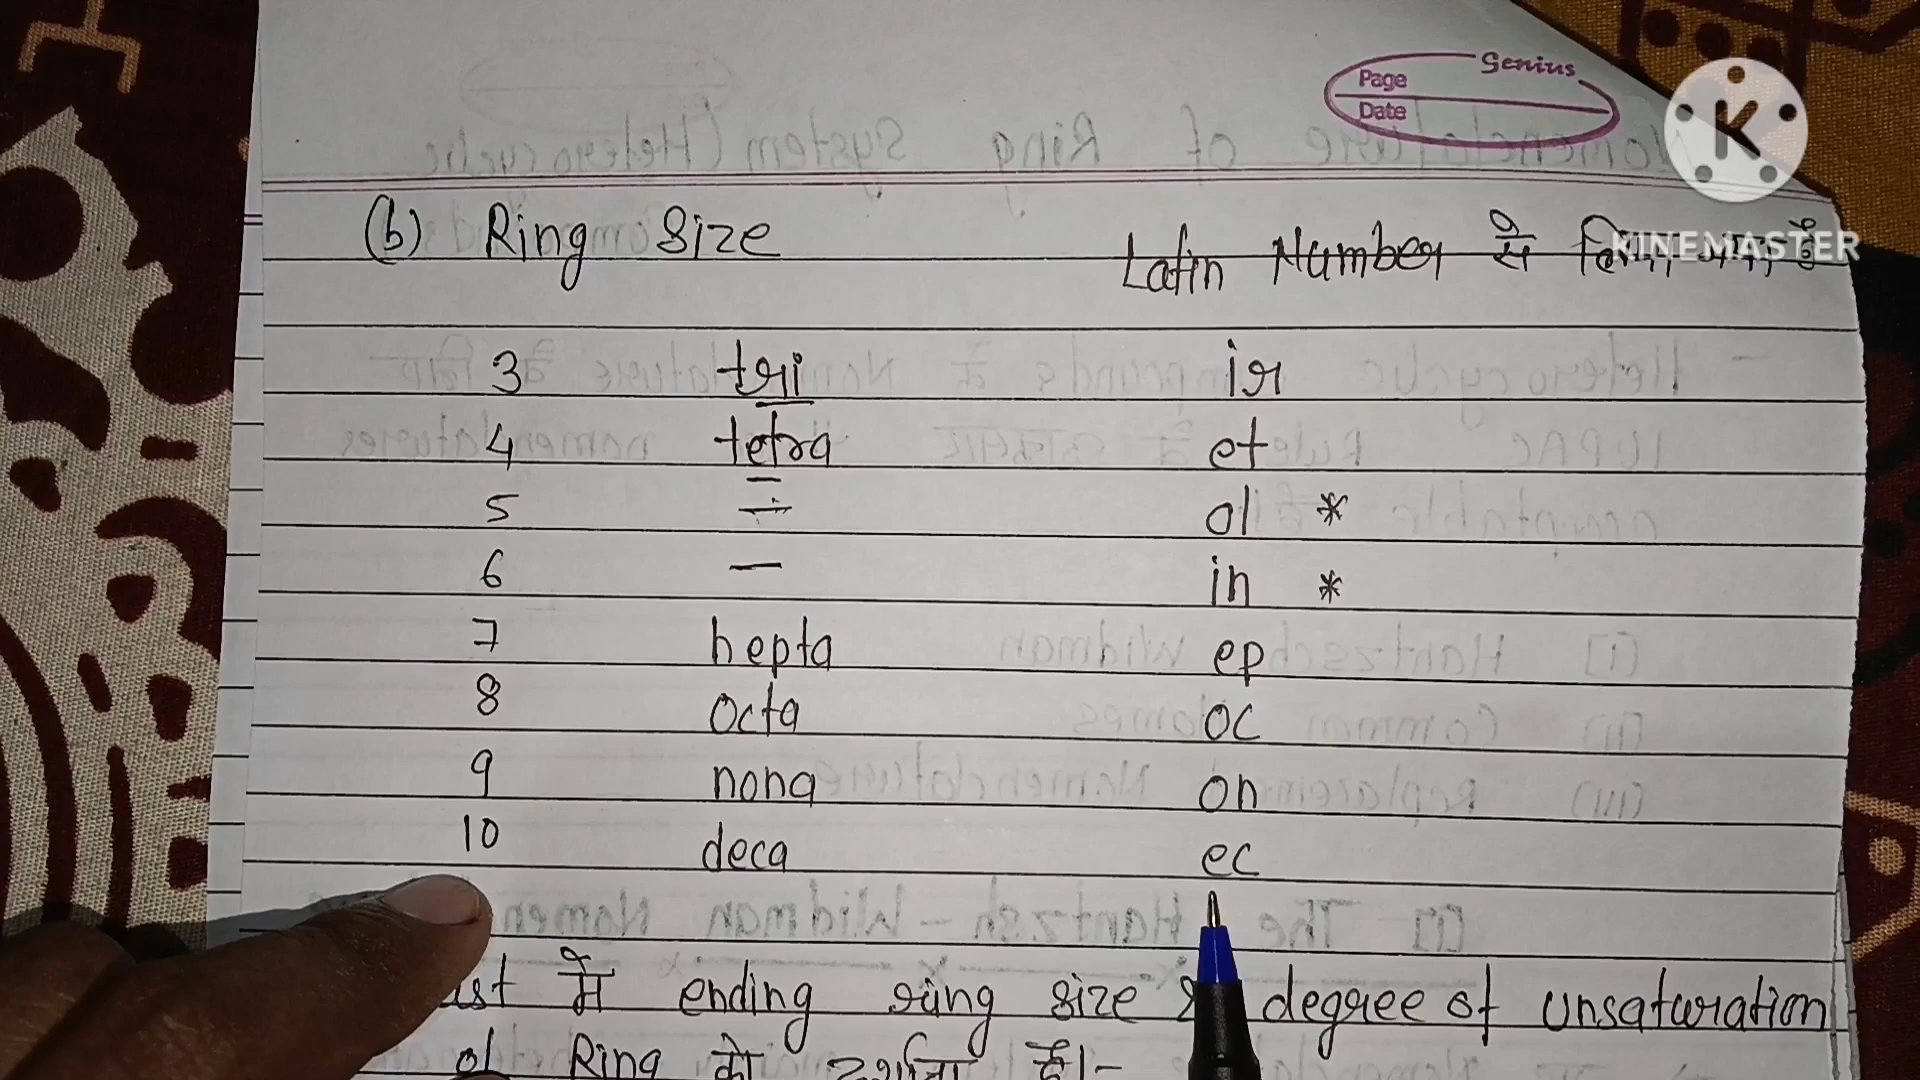 Genius
Page
Date
KINEMASTER
(b) Ring Size Latin Number से लिया गया है
3 tri ir
4 tetra et
5 — ol *
6 — in *
7 hepta ep
8 octa oc
9 nona on
10 deca ec
में ending ring size & degree of unsaturation
of Ring को दर्शाता है।-